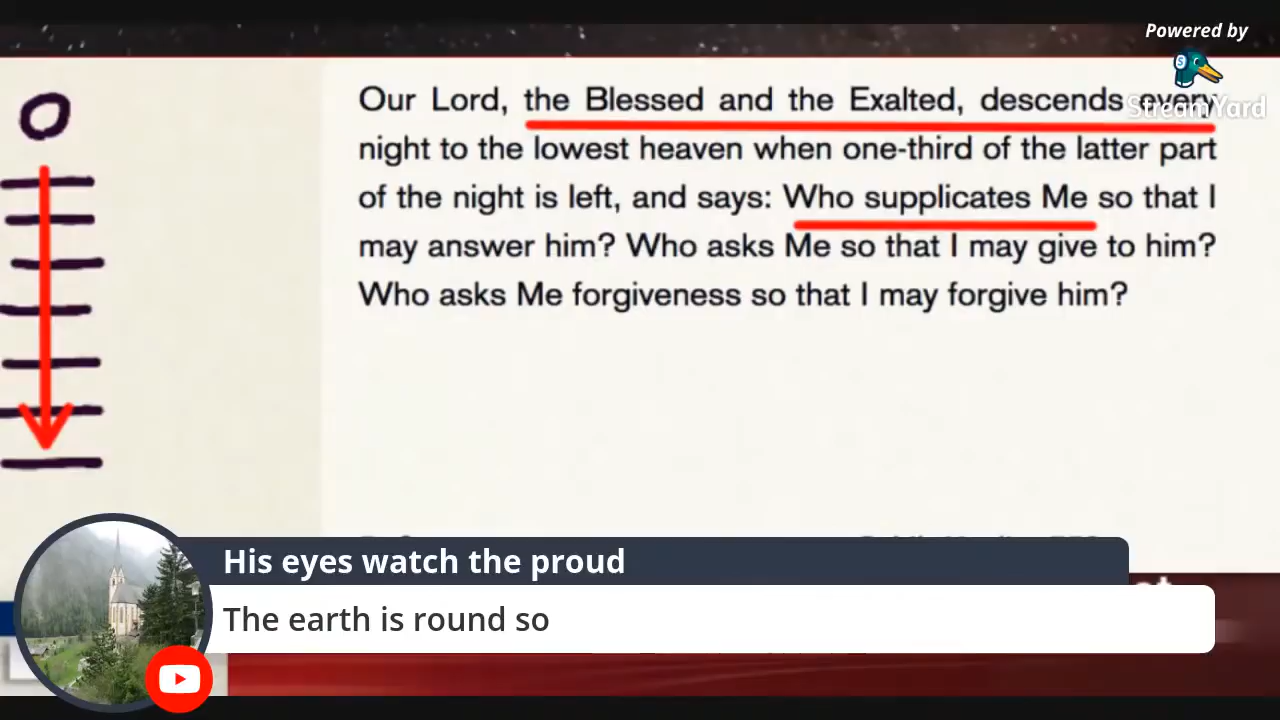 Powered by
StreamYard
Our Lord, the Blessed and the Exalted, descends every
night to the lowest heaven when one-third of the latter part
of the night is left, and says: Who supplicates Me so that I
may answer him? Who asks Me so that I may give to him?
Who asks Me forgiveness so that I may forgive him?
His eyes watch the proud
The earth is round so